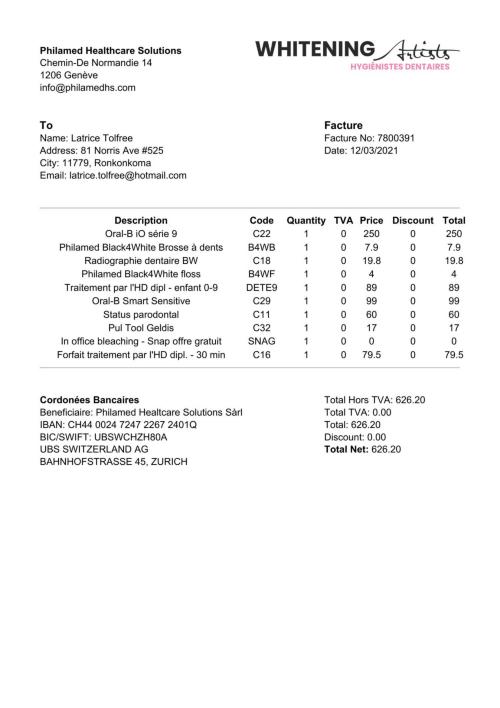 Philamed Healthcare Solutions
Chemin-De Normandie 14
1206 Genève
info@philamedhs.com
WHITENING Artists
HYGIÉNISTES DENTAIRES
To
Name: Latrice Tolfree
Address: 81 Norris Ave #525
City: 11779, Ronkonkoma
Email: latrice.tolfree@hotmail.com
Facture
Facture No: 7800391
Date: 12/03/2021
Description Code Quantity TVA Price Discount Total
Oral-B iO série 9 C22 1 0 250 0 250
Philamed Black4White Brosse à dents B4WB 1 0 7.9 0 7.9
Radiographie dentaire BW C18 1 0 19.8 0 19.8
Philamed Black4White floss B4WF 1 0 4 0 4
Traitement par l'HD dipl - enfant 0-9 DETE9 1 0 89 0 89
Oral-B Smart Sensitive C29 1 0 99 0 99
Status parodontal C11 1 0 60 0 60
Pul Tool Geldis C32 1 0 17 0 17
In office bleaching - Snap offre gratuit SNAG 1 0 0 0 0
Forfait traitement par l'HD dipl. - 30 min C16 1 0 79.5 0 79.5
Cordonées Bancaires
Beneficiaire: Philamed Healtcare Solutions Sàrl
IBAN: CH44 0024 7247 2267 2401Q
BIC/SWIFT: UBSWCHZH80A
UBS SWITZERLAND AG
BAHNHOFSTRASSE 45, ZURICH
Total Hors TVA: 626.20
Total TVA: 0.00
Total: 626.20
Discount: 0.00
Total Net: 626.20